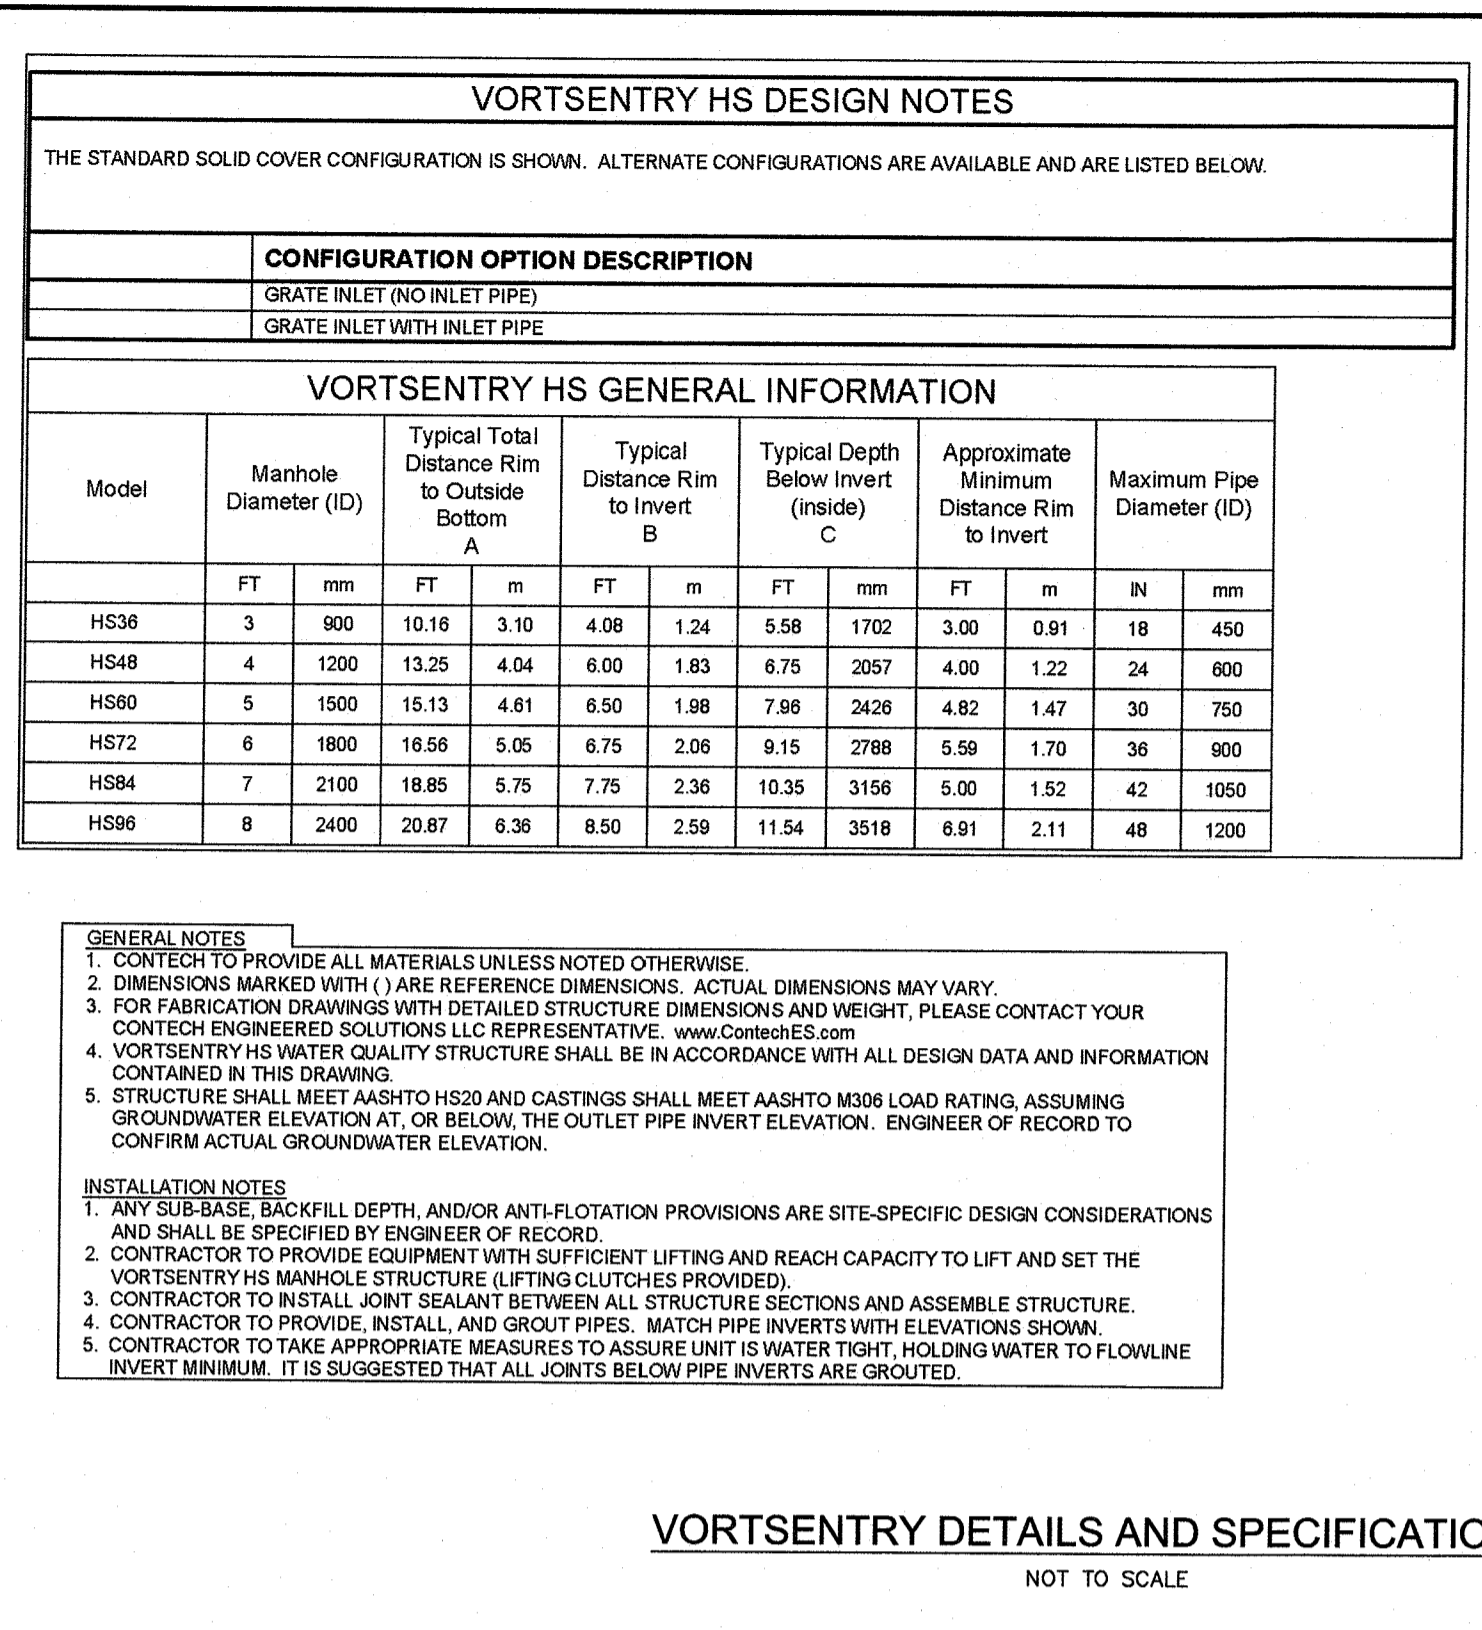 VORTSENTRY HS DESIGN NOTES
THE STANDARD SOLID COVER CONFIGURATION IS SHOWN. ALTERNATE CONFIGURATIONS ARE AVAILABLE AND ARE LISTED BELOW.
CONFIGURATION OPTION DESCRIPTION
GRATE INLET (NO INLET PIPE)
GRATE INLET WITH INLET PIPE
VORTSENTRY HS GENERAL INFORMATION
Model
Manhole
Diameter (ID)
Typical Total
Distance Rim
to Outside
Bottom
A
Typical
Distance Rim
to Invert
B
Typical Depth
Below Invert
(inside)
C
Approximate
Minimum
Distance Rim
to Invert
Maximum Pipe
Diameter (ID)
FT mm FT m FT m FT mm FT m IN mm
HS36 3 900 10.16 3.10 4.08 1.24 5.58 1702 3.00 0.91 18 450
HS48 4 1200 13.25 4.04 6.00 1.83 6.75 2057 4.00 1.22 24 600
HS60 5 1500 15.13 4.61 6.50 1.98 7.96 2426 4.82 1.47 30 750
HS72 6 1800 16.56 5.05 6.75 2.06 9.15 2788 5.59 1.70 36 900
HS84 7 2100 18.85 5.75 7.75 2.36 10.35 3156 5.00 1.52 42 1050
HS96 8 2400 20.87 6.36 8.50 2.59 11.54 3518 6.91 2.11 48 1200
GENERAL NOTES
1. CONTECH TO PROVIDE ALL MATERIALS UNLESS NOTED OTHERWISE.
2. DIMENSIONS MARKED WITH ( ) ARE REFERENCE DIMENSIONS. ACTUAL DIMENSIONS MAY VARY.
3. FOR FABRICATION DRAWINGS WITH DETAILED STRUCTURE DIMENSIONS AND WEIGHT, PLEASE CONTACT YOUR
CONTECH ENGINEERED SOLUTIONS LLC REPRESENTATIVE. www.ContechES.com
4. VORTSENTRY HS WATER QUALITY STRUCTURE SHALL BE IN ACCORDANCE WITH ALL DESIGN DATA AND INFORMATION
CONTAINED IN THIS DRAWING.
5. STRUCTURE SHALL MEET AASHTO HS20 AND CASTINGS SHALL MEET AASHTO M306 LOAD RATING, ASSUMING
GROUNDWATER ELEVATION AT, OR BELOW, THE OUTLET PIPE INVERT ELEVATION. ENGINEER OF RECORD TO
CONFIRM ACTUAL GROUNDWATER ELEVATION.
INSTALLATION NOTES
1. ANY SUB-BASE, BACKFILL DEPTH, AND/OR ANTI-FLOTATION PROVISIONS ARE SITE-SPECIFIC DESIGN CONSIDERATIONS
AND SHALL BE SPECIFIED BY ENGINEER OF RECORD.
2. CONTRACTOR TO PROVIDE EQUIPMENT WITH SUFFICIENT LIFTING AND REACH CAPACITY TO LIFT AND SET THE
VORTSENTRY HS MANHOLE STRUCTURE (LIFTING CLUTCHES PROVIDED).
3. CONTRACTOR TO INSTALL JOINT SEALANT BETWEEN ALL STRUCTURE SECTIONS AND ASSEMBLE STRUCTURE.
4. CONTRACTOR TO PROVIDE, INSTALL, AND GROUT PIPES. MATCH PIPE INVERTS WITH ELEVATIONS SHOWN.
5. CONTRACTOR TO TAKE APPROPRIATE MEASURES TO ASSURE UNIT IS WATER TIGHT, HOLDING WATER TO FLOWLINE
INVERT MINIMUM. IT IS SUGGESTED THAT ALL JOINTS BELOW PIPE INVERTS ARE GROUTED.
VORTSENTRY DETAILS AND SPECIFICATIO
NOT TO SCALE